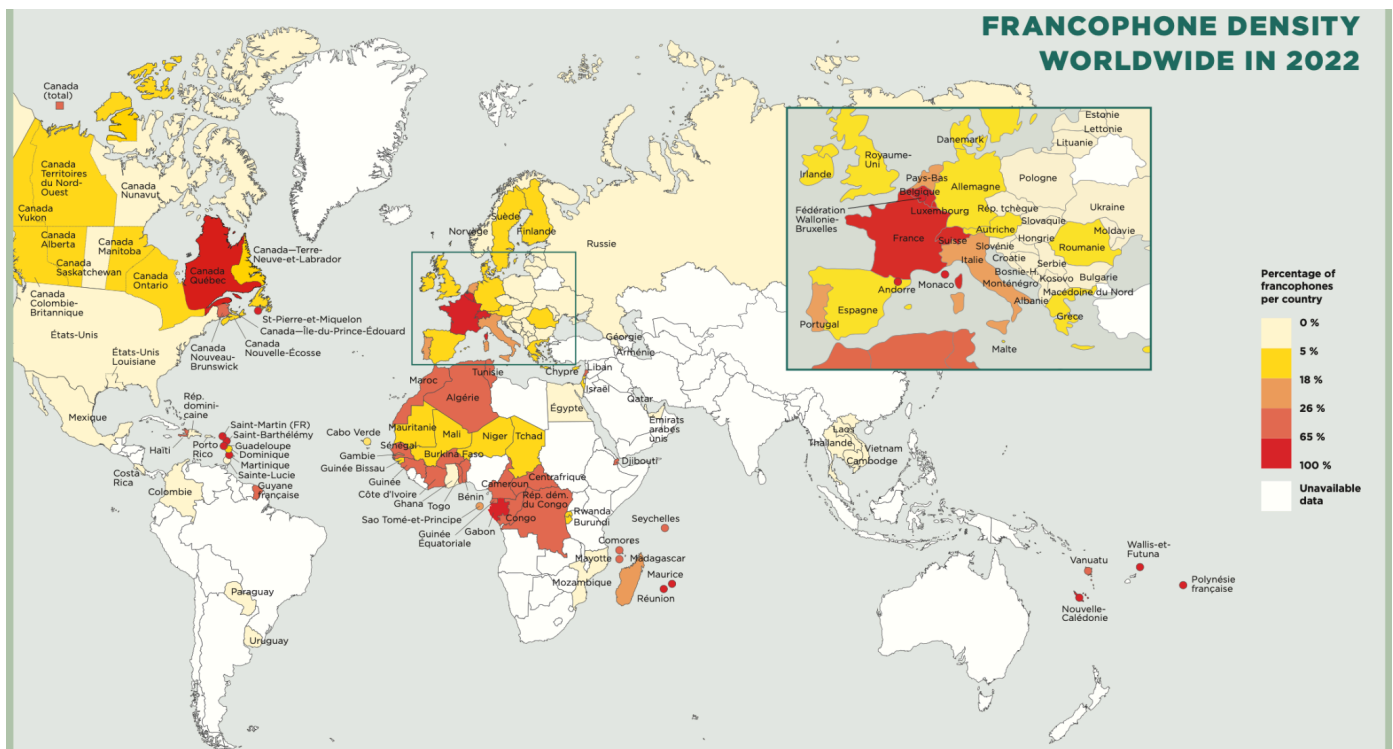 FRANCOPHONE DENSITY
WORLDWIDE IN 2022
Canada
(total)
Canada
Territoires
du Nord-
Ouest
Canada
Nunavut
Canada
Yukon
Canada
Alberta
Canada
Manitoba
Canada
Saskatchewan
Canada
Ontario
Canada
Québec
Canada—Terre-
Neuve-et-Labrador
Canada
Colombie-
Britannique
St-Pierre-et-Miquelon
Canada—Île-du-Prince-Édouard
Canada
Nouvelle-Écosse
Canada
Nouveau-
Brunswick
États-Unis
États-Unis
Louisiane
Mexique
Rép.
domini-
caine
Haïti
Porto
Rico
Saint-Martin (FR)
Saint-Barthélémy
Guadeloupe
Dominique
Martinique
Sainte-Lucie
Guyane
française
Costa
Rica
Colombie
Paraguay
Uruguay
Norvège
Suède
Finlande
Russie
Géorgie
Arménie
Chypre
Liban
Israël
Qatar
Émirats
arabes
unis
Égypte
Tunisie
Maroc
Algérie
Mauritanie
Mali
Niger
Tchad
Cabo Verde
Sénégal
Gambie
Guinée Bissau
Guinée
Côte d'Ivoire
Ghana
Togo
Bénin
Burkina Faso
Sao Tomé-et-Principe
Guinée
Équatoriale
Gabon
Congo
Cameroun
Centrafrique
Rép. dém.
du Congo
Rwanda
Burundi
Djibouti
Seychelles
Comores
Mayotte
Madagascar
Mozambique
Maurice
Réunion
Laos
Thaïlande
Vietnam
Cambodge
Vanuatu
Wallis-et-
Futuna
Polynésie
française
Nouvelle-
Calédonie
Estonie
Lettonie
Lituanie
Danemark
Royaume-
Uni
Irlande
Pays-Bas
Belgique
Allemagne
Pologne
Fédération
Wallonie-
Bruxelles
Luxembourg
Rép. tchèque
Slovaquie
Ukraine
Autriche
Hongrie
Moldavie
France
Suisse
Slovénie
Roumanie
Italie
Croatie
Serbie
Bosnie-H.
Kosovo
Bulgarie
Monténégro
Macédoine du Nord
Albanie
Andorre
Monaco
Espagne
Portugal
Grèce
Malte
Percentage of
francophones
per country
0 %
5 %
18 %
26 %
65 %
100 %
Unavailable
data